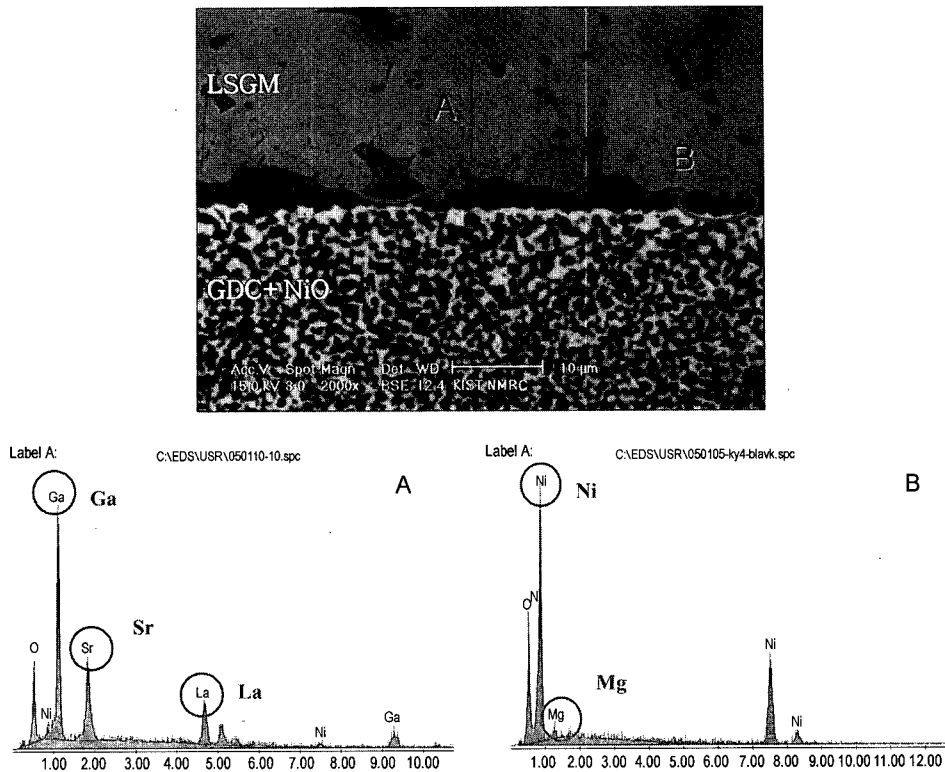 LSGM
A
B
GDC+NiO
Acc.V Spot Magn Det WD 10 µm
15.0 kV 3.0 2000x BSE 12.4 KIST-NMRC
Label A: C:\EDS\USR\050110-10.spc
A
Ga Ga
Sr Sr
O
La La
Ni
Ni
Ga
1.00 2.00 3.00 4.00 5.00 6.00 7.00 8.00 9.00 10.00
Label A: C:\EDS\USR\050105-ky4-blavk.spc
B
Ni Ni
O N
Ni
Mg Mg
Ni
1.00 2.00 3.00 4.00 5.00 6.00 7.00 8.00 9.00 10.00 11.00 12.00